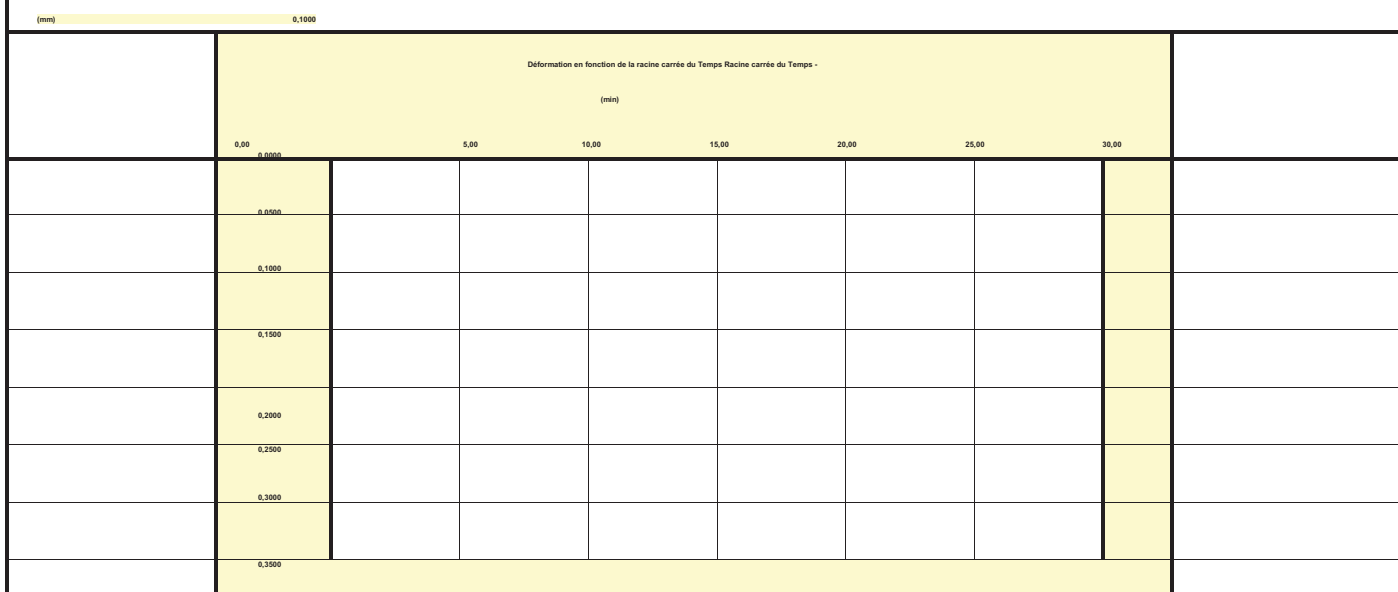 (mm) 0,1000
Déformation en fonction de la racine carrée du Temps Racine carrée du Temps -
(min)
0,00 5,00 10,00 15,00 20,00 25,00 30,00
0,0000
0,0500
0,1000
0,1500
0,2000
0,2500
0,3000
0,3500